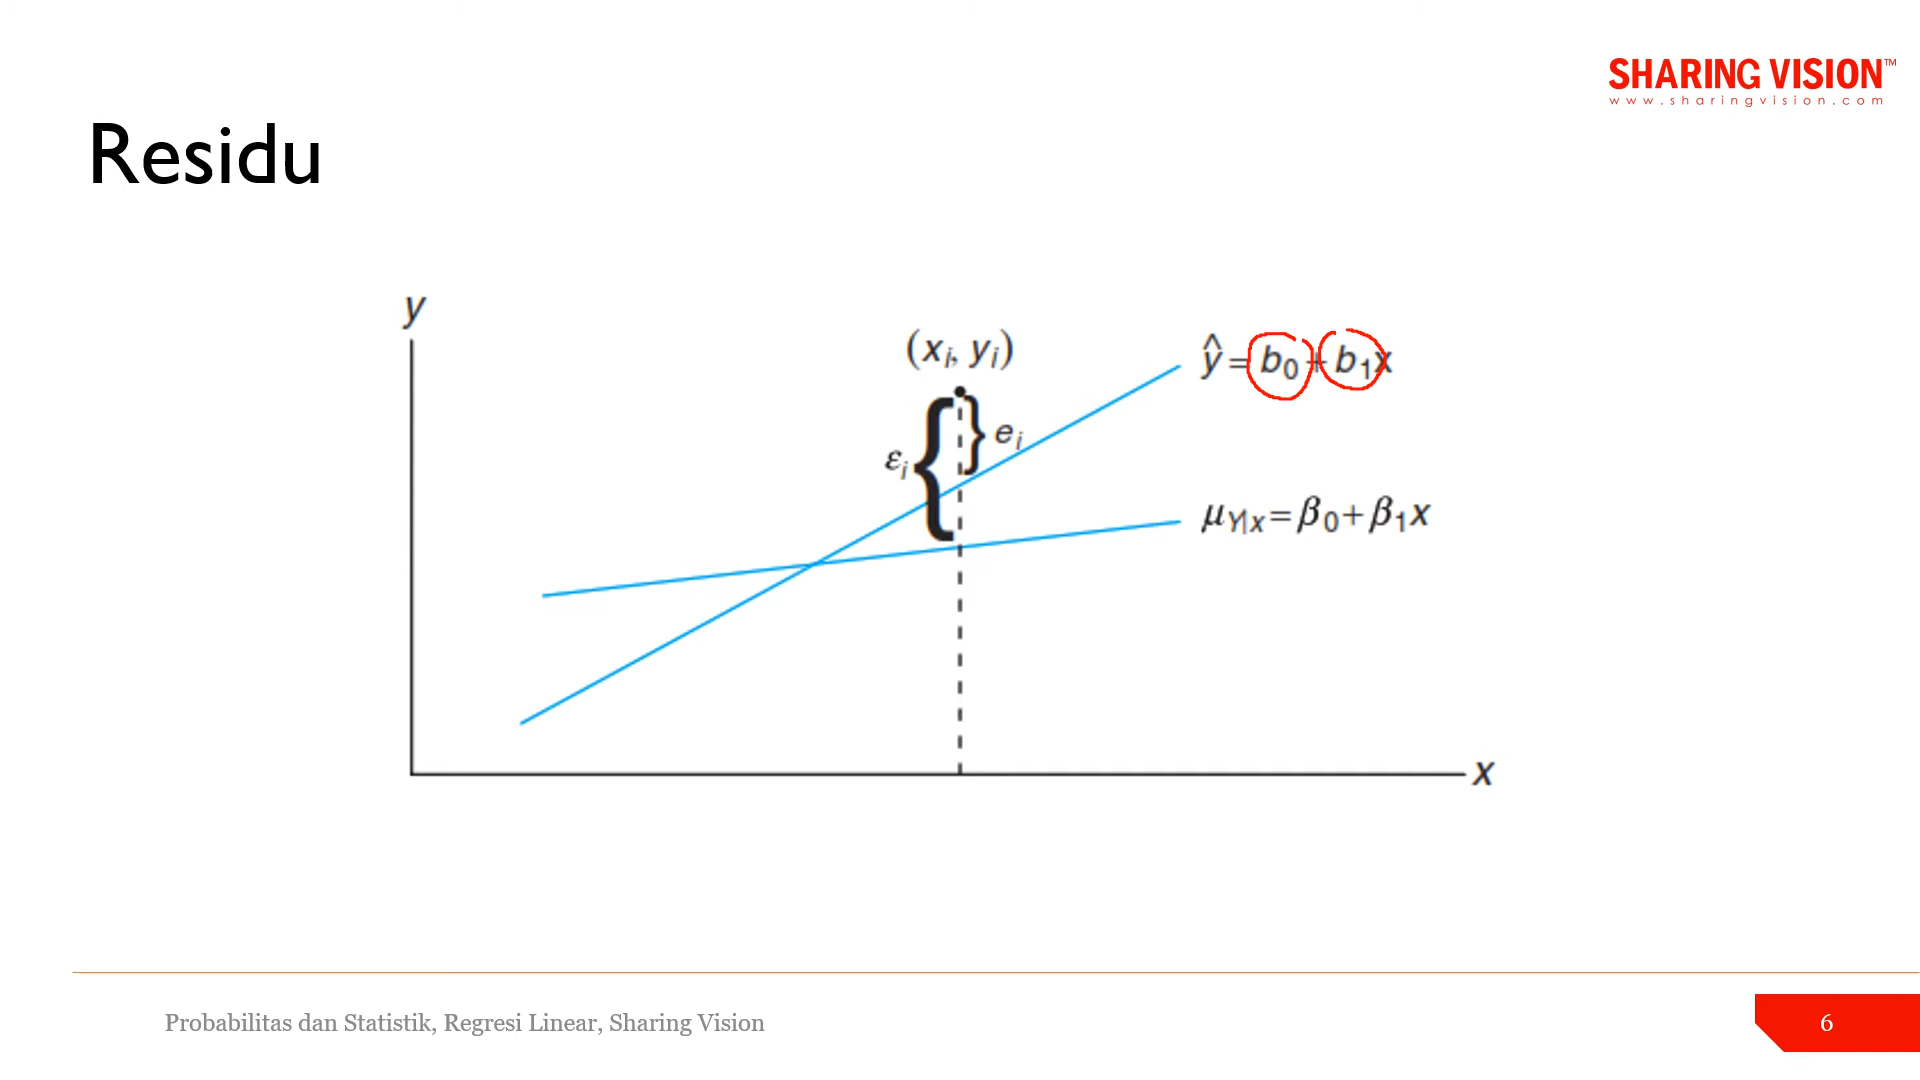 SHARING VISION™
www.sharingvision.com
Residu
y
(xᵢ, yᵢ)
ŷ = b₀ + b₁x
eᵢ
εᵢ
μ_Y|x = β₀ + β₁x
x
Probabilitas dan Statistik, Regresi Linear, Sharing Vision
6